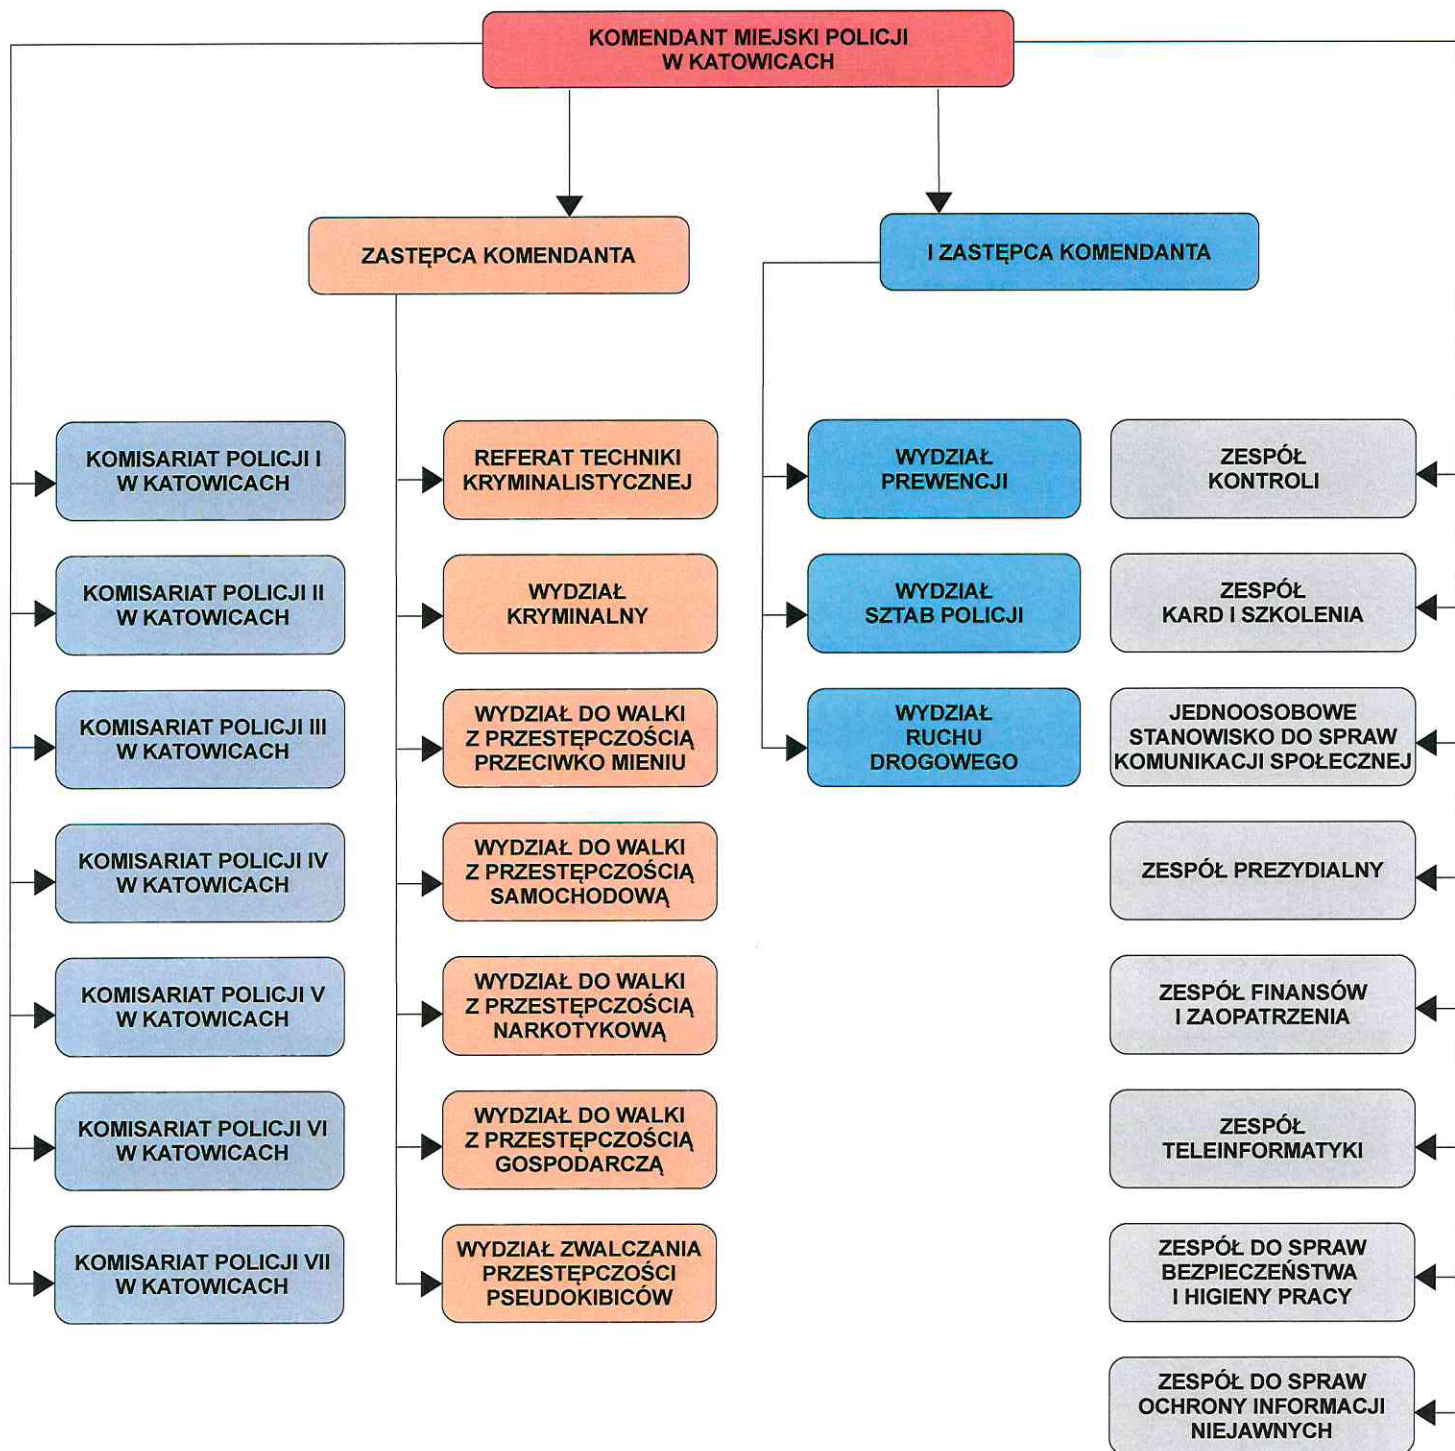 KOMENDANT MIEJSKI POLICJI
W KATOWICACH
ZASTĘPCA KOMENDANTA
I ZASTĘPCA KOMENDANTA
KOMISARIAT POLICJI I
W KATOWICACH
KOMISARIAT POLICJI II
W KATOWICACH
KOMISARIAT POLICJI III
W KATOWICACH
KOMISARIAT POLICJI IV
W KATOWICACH
KOMISARIAT POLICJI V
W KATOWICACH
KOMISARIAT POLICJI VI
W KATOWICACH
KOMISARIAT POLICJI VII
W KATOWICACH
REFERAT TECHNIKI
KRYMINALISTYCZNEJ
WYDZIAŁ
KRYMINALNY
WYDZIAŁ DO WALKI
Z PRZESTĘPCZOŚCIĄ
PRZECIWKO MIENIU
WYDZIAŁ DO WALKI
Z PRZESTĘPCZOŚCIĄ
SAMOCHODOWĄ
WYDZIAŁ DO WALKI
Z PRZESTĘPCZOŚCIĄ
NARKOTYKOWĄ
WYDZIAŁ DO WALKI
Z PRZESTĘPCZOŚCIĄ
GOSPODARCZĄ
WYDZIAŁ ZWALCZANIA
PRZESTĘPCZOŚCI
PSEUDOKIBICÓW
WYDZIAŁ
PREWENCJI
WYDZIAŁ
SZTAB POLICJI
WYDZIAŁ
RUCHU
DROGOWEGO
ZESPÓŁ
KONTROLI
ZESPÓŁ
KARD I SZKOLENIA
JEDNOOSOBOWE
STANOWISKO DO SPRAW
KOMUNIKACJI SPOŁECZNEJ
ZESPÓŁ PREZYDIALNY
ZESPÓŁ FINANSÓW
I ZAOPATRZENIA
ZESPÓŁ
TELEINFORMATYKI
ZESPÓŁ DO SPRAW
BEZPIECZEŃSTWA
I HIGIENY PRACY
ZESPÓŁ DO SPRAW
OCHRONY INFORMACJI
NIEJAWNYCH